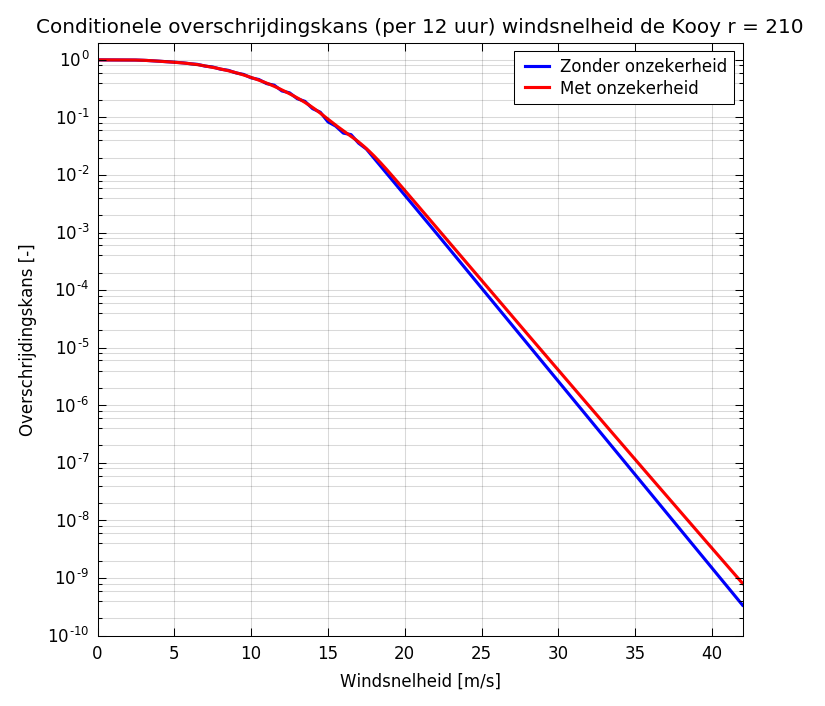 Conditionele overschrijdingskans (per 12 uur) windsnelheid de Kooy r = 210
Zonder onzekerheid
Met onzekerheid
Overschrijdingskans [-]
10^0
10^-1
10^-2
10^-3
10^-4
10^-5
10^-6
10^-7
10^-8
10^-9
10^-10
0 5 10 15 20 25 30 35 40
Windsnelheid [m/s]